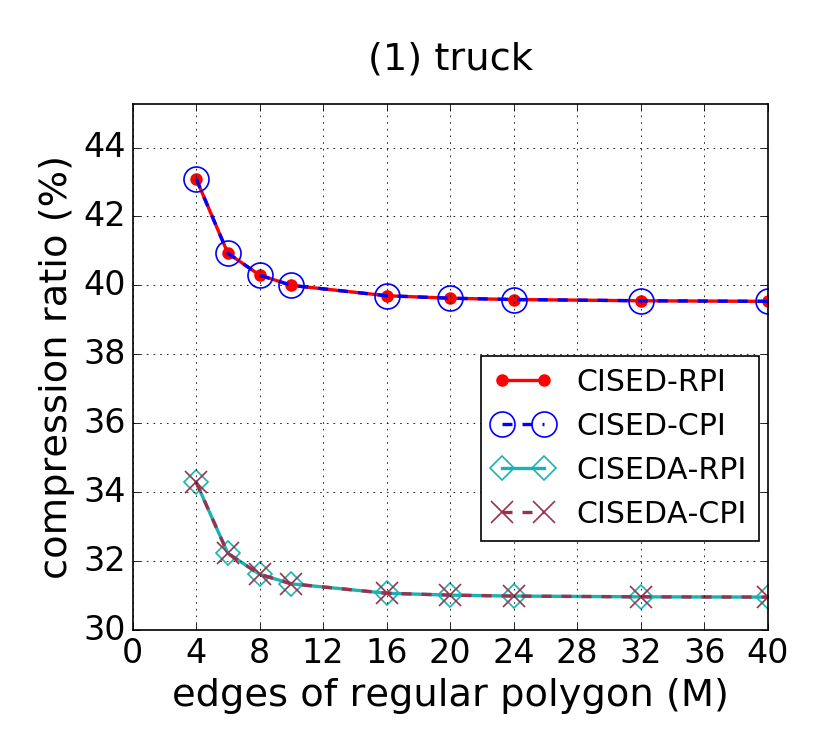 (1) truck
compression ratio (%)
44
42
40
38
36
34
32
30
CISED-RPI
CISED-CPI
CISEDA-RPI
CISEDA-CPI
0 4 8 12 16 20 24 28 32 36 40
edges of regular polygon (M)